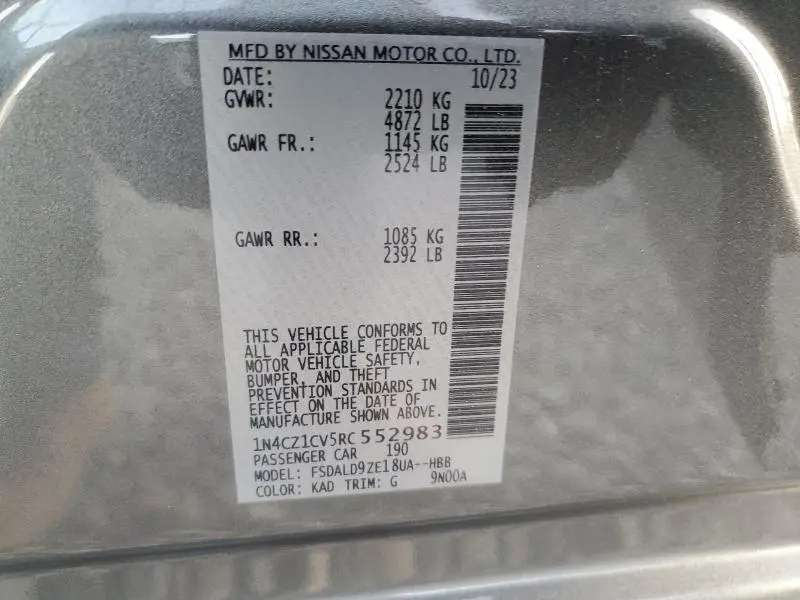 MFD BY NISSAN MOTOR CO., LTD.
DATE: 10/23
GVWR: 2210 KG
4872 LB
GAWR FR.: 1145 KG
2524 LB
GAWR RR.: 1085 KG
2392 LB
THIS VEHICLE CONFORMS TO
ALL APPLICABLE FEDERAL
MOTOR VEHICLE SAFETY,
BUMPER, AND THEFT
PREVENTION STANDARDS IN
EFFECT ON THE DATE OF
MANUFACTURE SHOWN ABOVE.
1N4CZ1CV5RC552983
PASSENGER CAR 190
MODEL: FSDALD9ZE18UA--HBB
COLOR: KAD TRIM: G 9N00A